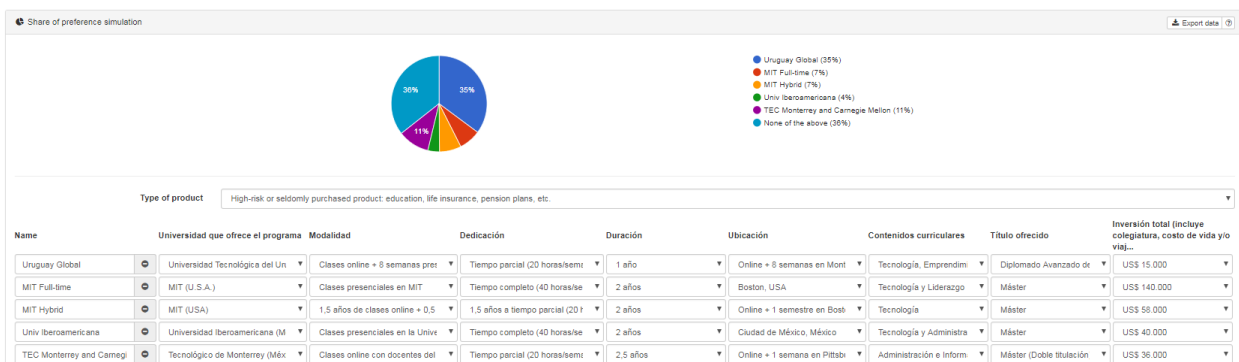 Share of preference simulation
Export data
36%
35%
11%
Uruguay Global (35%)
MIT Full-time (7%)
MIT Hybrid (7%)
Univ Iberoamericana (4%)
TEC Monterrey and Carnegie Mellon (11%)
None of the above (36%)
Type of product High-risk or seldomly purchased product: education, life insurance, pension plans, etc.
Name Universidad que ofrece el programa Modalidad Dedicación Duración Ubicación Contenidos curriculares Título ofrecido Inversión total (incluye colegiatura, costo de vida y/o viaj...
Uruguay Global Universidad Tecnológica del Un Clases online + 8 semanas pres Tiempo parcial (20 horas/sema 1 año Online + 8 semanas en Mont Tecnología, Emprendimi Diplomado Avanzado de US$ 15.000
MIT Full-time MIT (U.S.A.) Clases presenciales en MIT Tiempo completo (40 horas/se 2 años Boston, USA Tecnología y Liderazgo Máster US$ 140.000
MIT Hybrid MIT (USA) 1,5 años de clases online + 0,5 1,5 años a tiempo parcial (20 h 2 años Online + 1 semestre en Bosto Tecnología Máster US$ 58.000
Univ Iberoamericana Universidad Iberoamericana (M Clases presenciales en la Unive Tiempo completo (40 horas/se 2 años Ciudad de México, México Tecnología y Administra Máster US$ 40.000
TEC Monterrey and Carnegi Tecnológico de Monterrey (Méx Clases online con docentes del Tiempo parcial (20 horas/sema 2,5 años Online + 1 semana en Pittsbu Administración e Inform Máster (Doble titulación US$ 36.000